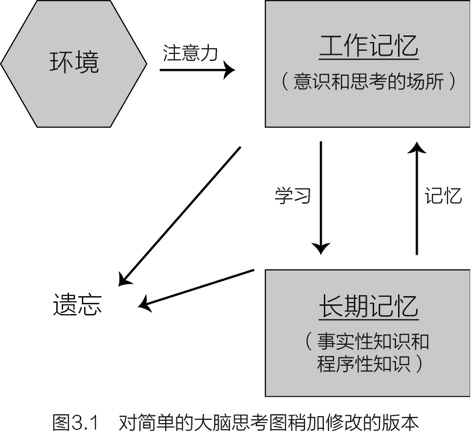 环境
注意力
工作记忆
（意识和思考的场所）
学习
记忆
遗忘
长期记忆
（事实性知识和
程序性知识）
图3.1 对简单的大脑思考图稍加修改的版本